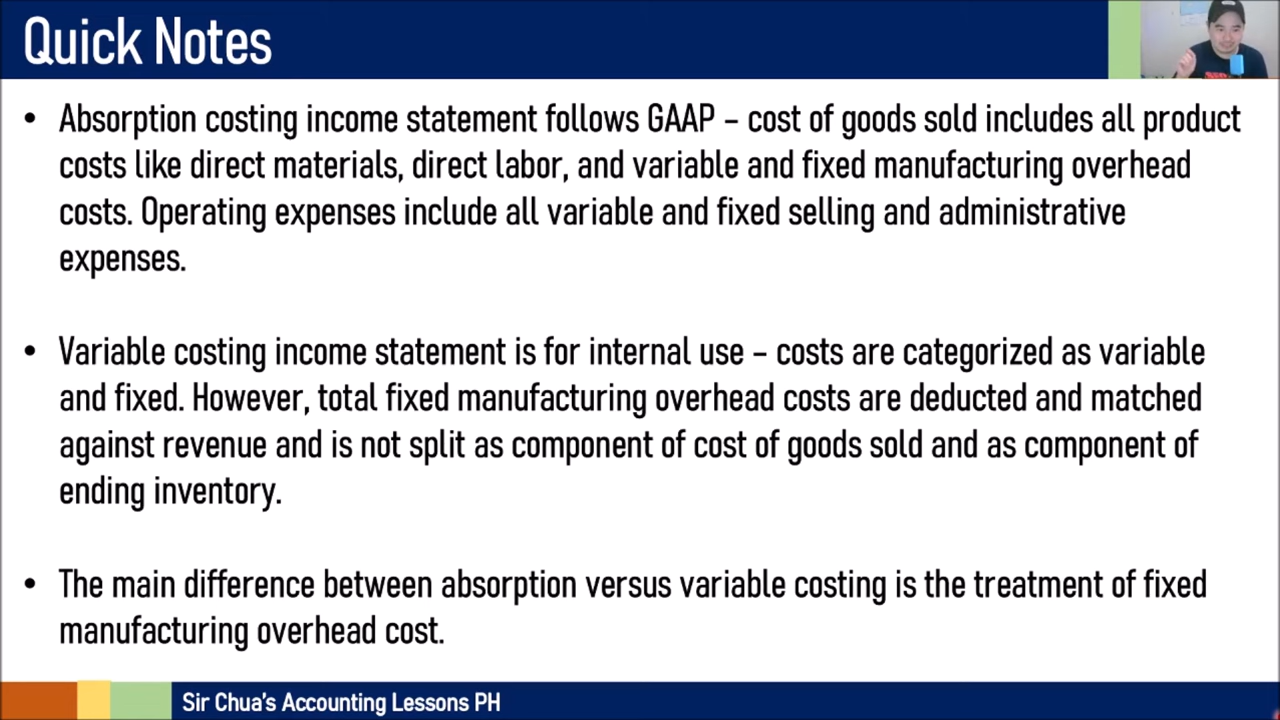 Quick Notes
• Absorption costing income statement follows GAAP – cost of goods sold includes all product
costs like direct materials, direct labor, and variable and fixed manufacturing overhead
costs. Operating expenses include all variable and fixed selling and administrative
expenses.
• Variable costing income statement is for internal use – costs are categorized as variable
and fixed. However, total fixed manufacturing overhead costs are deducted and matched
against revenue and is not split as component of cost of goods sold and as component of
ending inventory.
• The main difference between absorption versus variable costing is the treatment of fixed
manufacturing overhead cost.
Sir Chua's Accounting Lessons PH